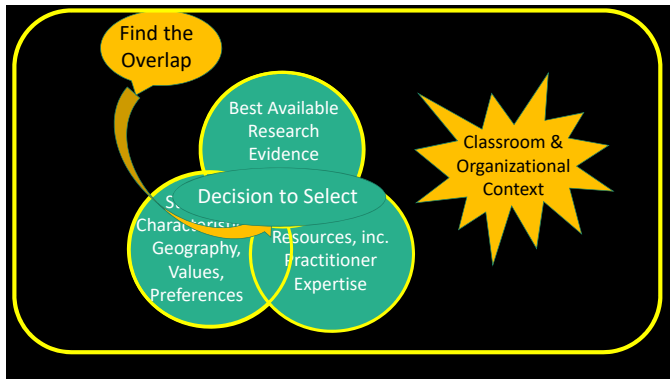 Find the
Overlap
Best Available
Research
Evidence
Classroom &
Organizational
Context
Decision to Select
Geography,
Values,
Preferences
Resources, inc.
Practitioner
Expertise